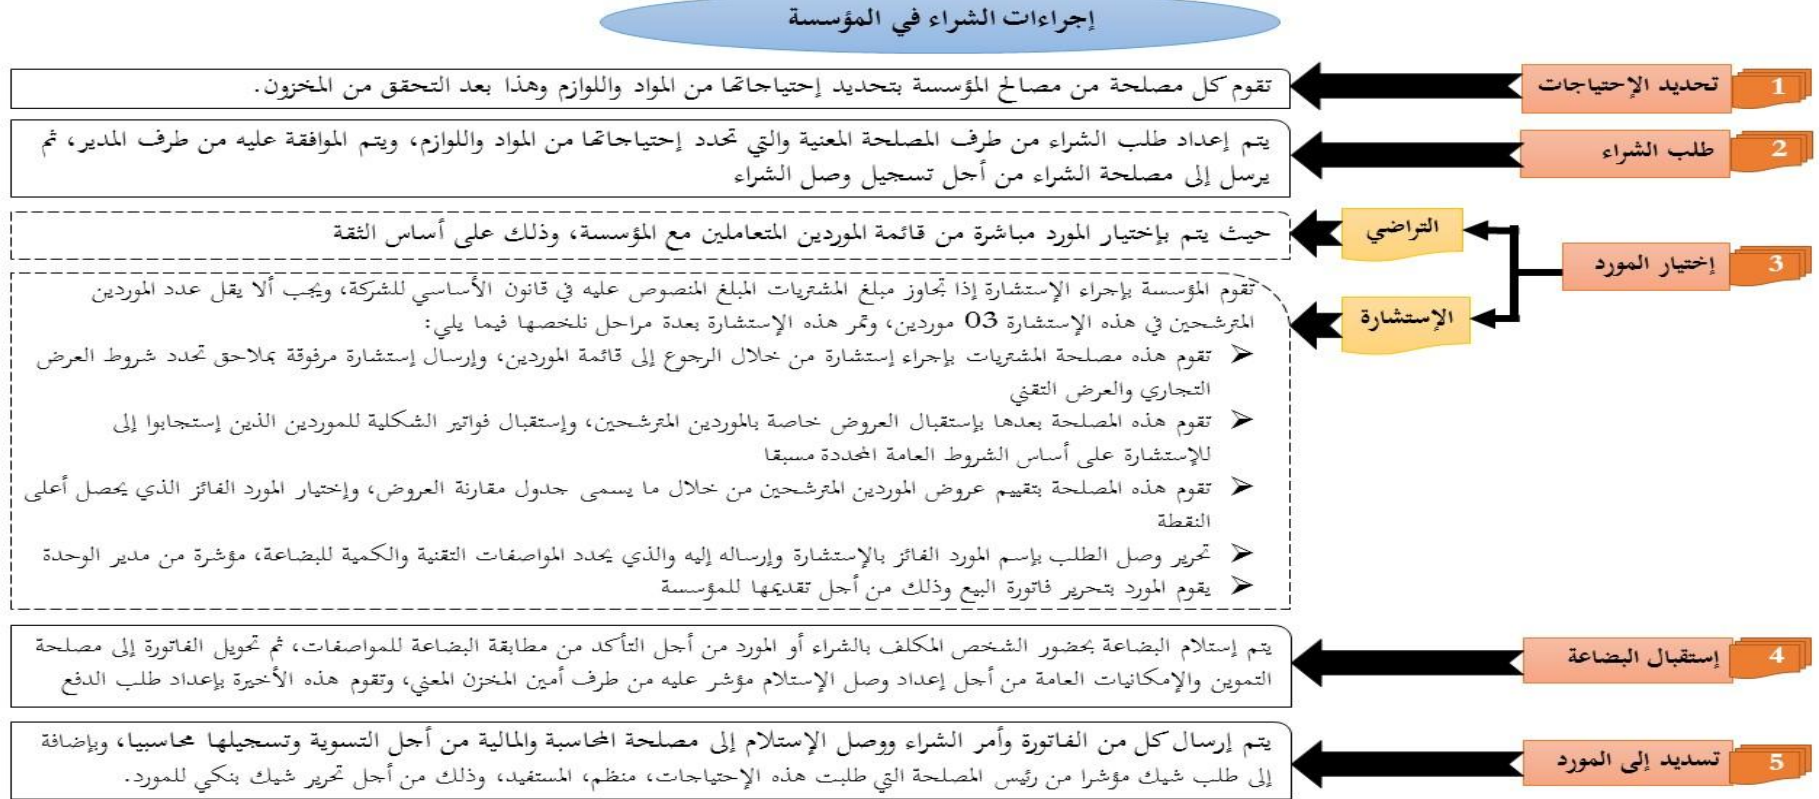 إجراءات الشراء في المؤسسة
1
تحديد الإحتياجات
تقوم كل مصلحة من مصالح المؤسسة بتحديد إحتياجاتها من المواد واللوازم وهذا بعد التحقق من المخزون.
2
طلب الشراء
يتم إعداد طلب الشراء من طرف المصلحة المعنية والتي تحدد إحتياجاتها من المواد واللوازم، ويتم الموافقة عليه من طرف المدير، ثم
يرسل إلى مصلحة الشراء من أجل تسجيل وصل الشراء
3
إختيار المورد
التراضي
حيث يتم بإختيار المورد مباشرة من قائمة الموردين المتعاملين مع المؤسسة، وذلك على أساس الثقة
الإستشارة
تقوم المؤسسة بإجراء الإستشارة إذا تجاوز مبلغ المشتريات المبلغ المنصوص عليه في قانون الأساسي للشركة، ويجب ألا يقل عدد الموردين
المترشحين في هذه الإستشارة 03 موردين، وتمر هذه الإستشارة بعدة مراحل نلخصها فيما يلي:
➢ تقوم هذه مصلحة المشتريات بإجراء إستشارة من خلال الرجوع إلى قائمة الموردين، وإرسال إستشارة مرفوقة بملاحق تحدد شروط العرض
التجاري والعرض التقني
➢ تقوم هذه المصلحة بعدها بإستقبال العروض خاصة بالموردين المترشحين، وإستقبال فواتير الشكلية للموردين الذين إستجابوا إلى
للإستشارة على أساس الشروط العامة المحددة مسبقا
➢ تقوم هذه المصلحة بتقييم عروض الموردين المترشحين من خلال ما يسمى جدول مقارنة العروض، وإختيار المورد الفائز الذي يحصل أعلى
النقطة
➢ تحرير وصل الطلب بإسم المورد الفائز بالإستشارة وإرساله إليه والذي يحدد المواصفات التقنية والكمية للبضاعة، مؤشرة من مدير الوحدة
➢ يقوم المورد بتحرير فاتورة البيع وذلك من أجل تقديمها للمؤسسة
4
إستقبال البضاعة
يتم إستلام البضاعة بحضور الشخص المكلف بالشراء أو المورد من أجل التأكد من مطابقة البضاعة للمواصفات، ثم تحويل الفاتورة إلى مصلحة
التموين والإمكانيات العامة من أجل إعداد وصل الإستلام مؤشر عليه من طرف أمين المخزن المعني، وتقوم هذه الأخيرة بإعداد طلب الدفع
5
تسديد إلى المورد
يتم إرسال كل من الفاتورة وأمر الشراء ووصل الإستلام إلى مصلحة المحاسبة والمالية من أجل التسوية وتسجيلها محاسبيا، وبإضافة
إلى طلب شيك مؤشرا من رئيس المصلحة التي طلبت هذه الإحتياجات، منظم، المستفيد، وذلك من أجل تحرير شيك بنكي للمورد.